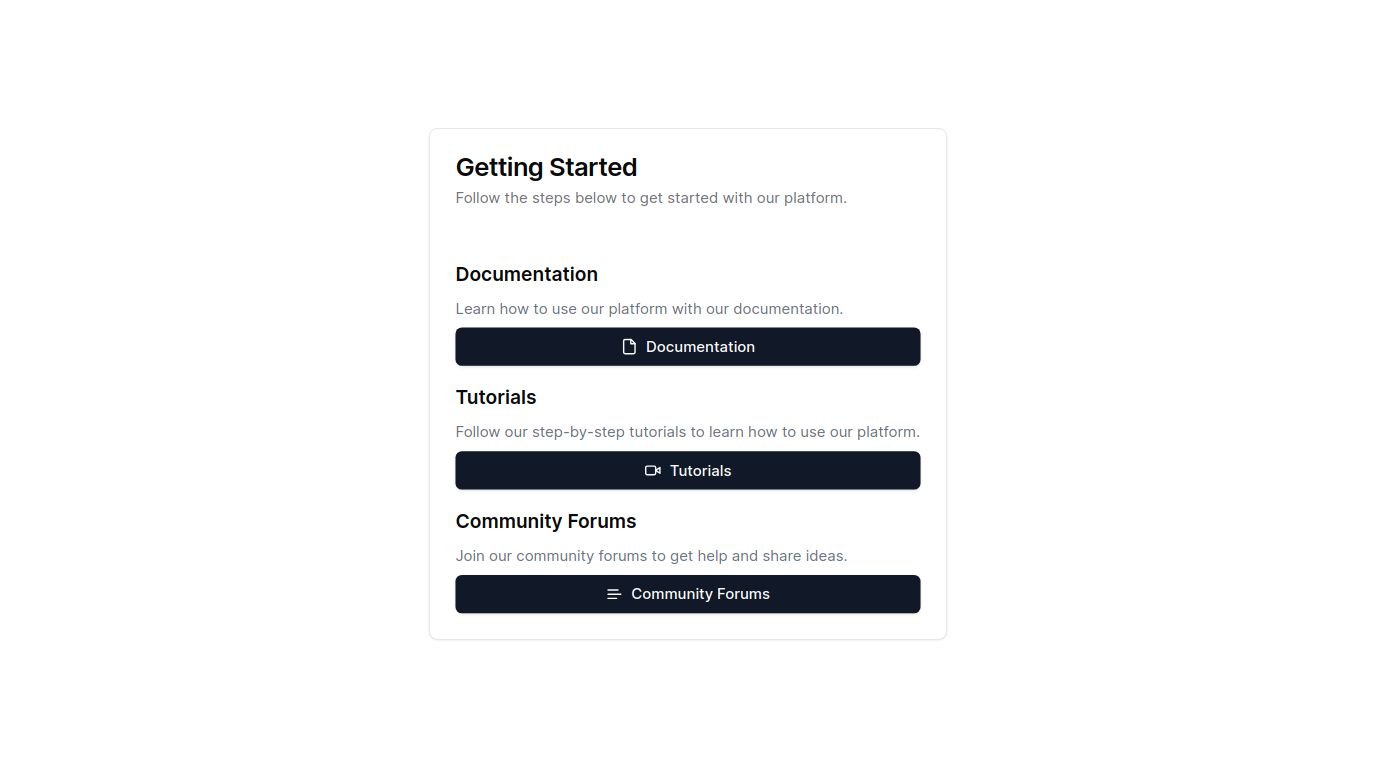 Getting Started
Follow the steps below to get started with our platform.
Documentation
Learn how to use our platform with our documentation.
Documentation
Tutorials
Follow our step-by-step tutorials to learn how to use our platform.
Tutorials
Community Forums
Join our community forums to get help and share ideas.
Community Forums